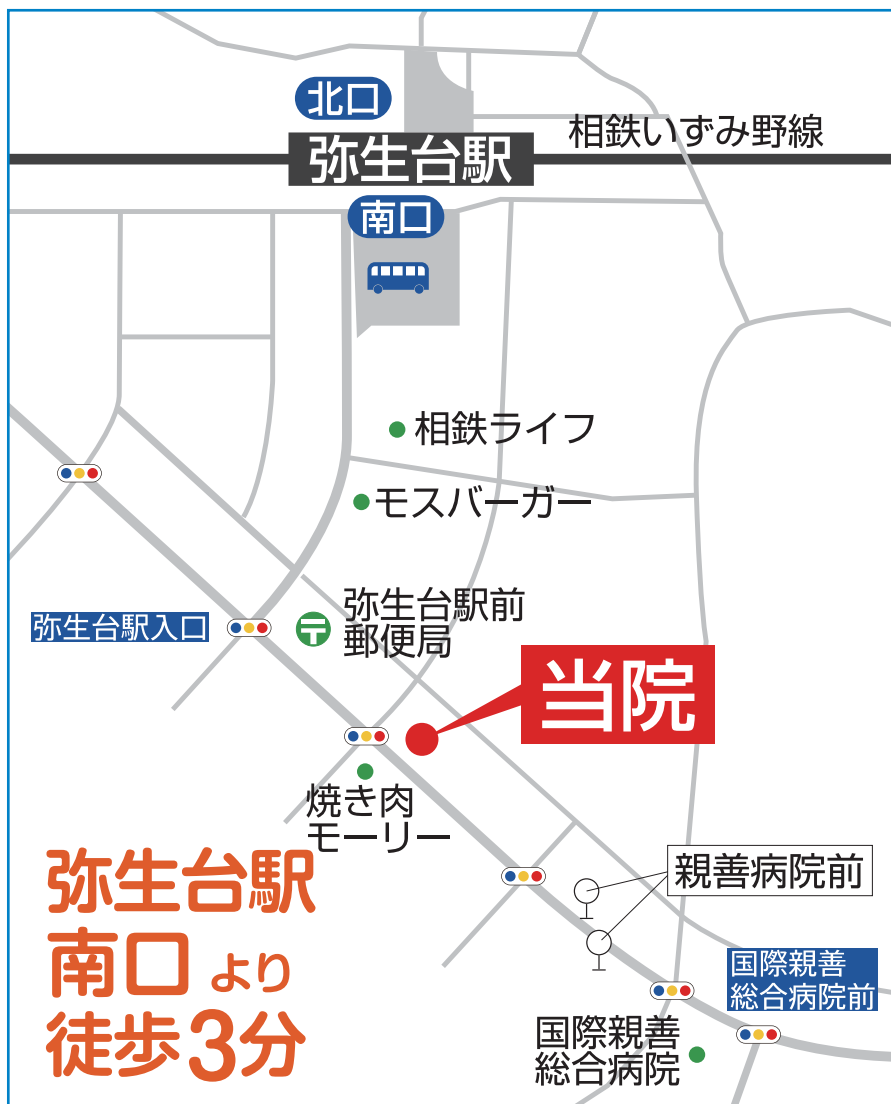 北口
相鉄いずみ野線
弥生台駅
南口
相鉄ライフ
モスバーガー
弥生台駅前
郵便局
弥生台駅入口
当院
焼き肉
モーリー
弥生台駅
南口より
徒歩3分
親善病院前
国際親善
総合病院前
国際親善
総合病院